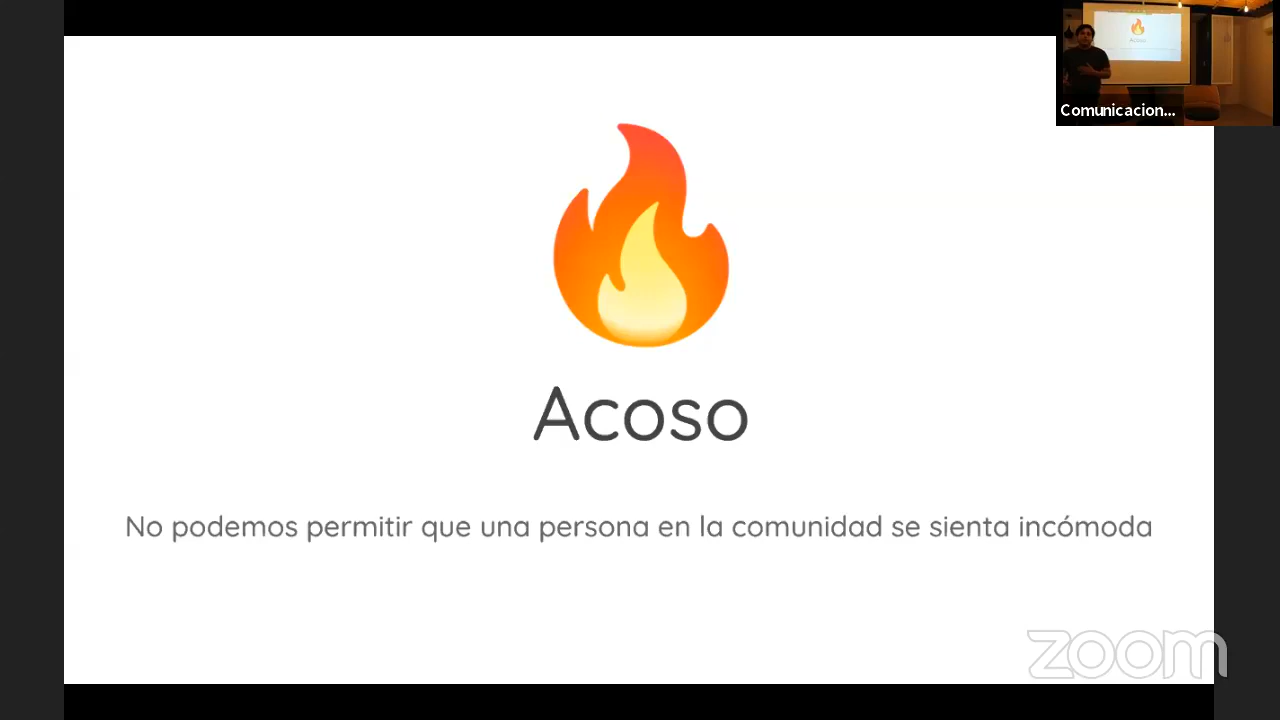 Comunicacion...
Acoso
No podemos permitir que una persona en la comunidad se sienta incómoda
zoom